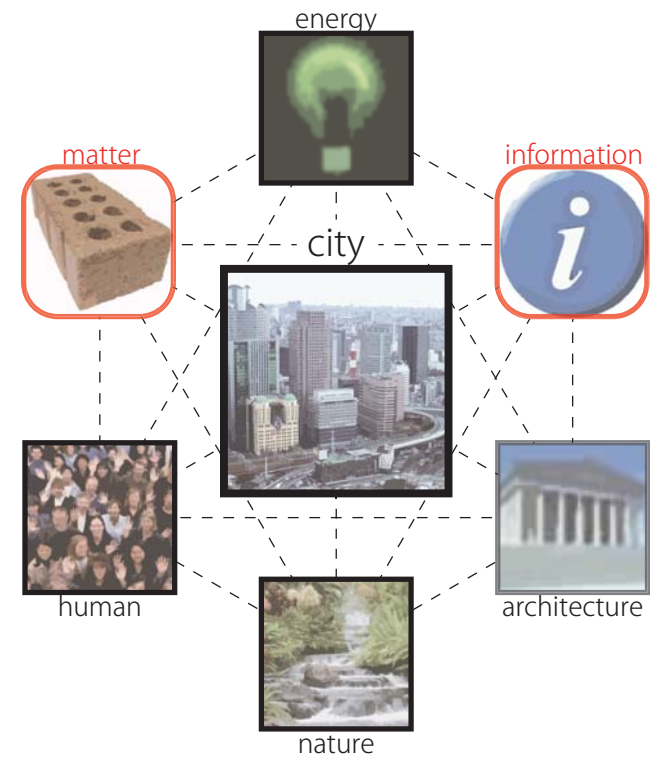 energy
matter
information
i
city
human
architecture
nature